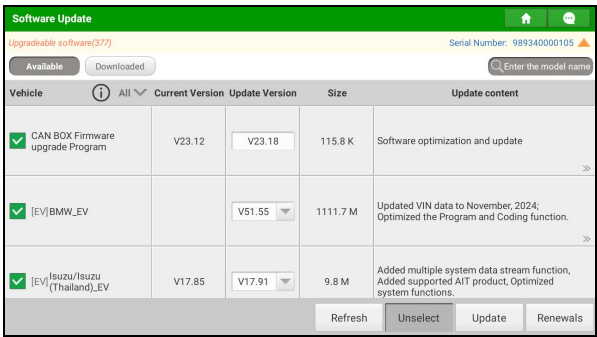 Software Update
Upgradeable software(377)
Serial Number: 989340000105
Available
Downloaded
Enter the model name
Vehicle
All
Current Version
Update Version
Size
Update content
CAN BOX Firmware
upgrade Program
V23.12
V23.18
115.8 K
Software optimization and update
[EV]BMW_EV
V51.55
1111.7 M
Updated VIN data to November, 2024;
Optimized the Program and Coding function.
[EV]Isuzu/Isuzu
(Thailand)_EV
V17.85
V17.91
9.8 M
Added multiple system data stream function,
Added supported AIT product, Optimized
system functions.
Refresh
Unselect
Update
Renewals